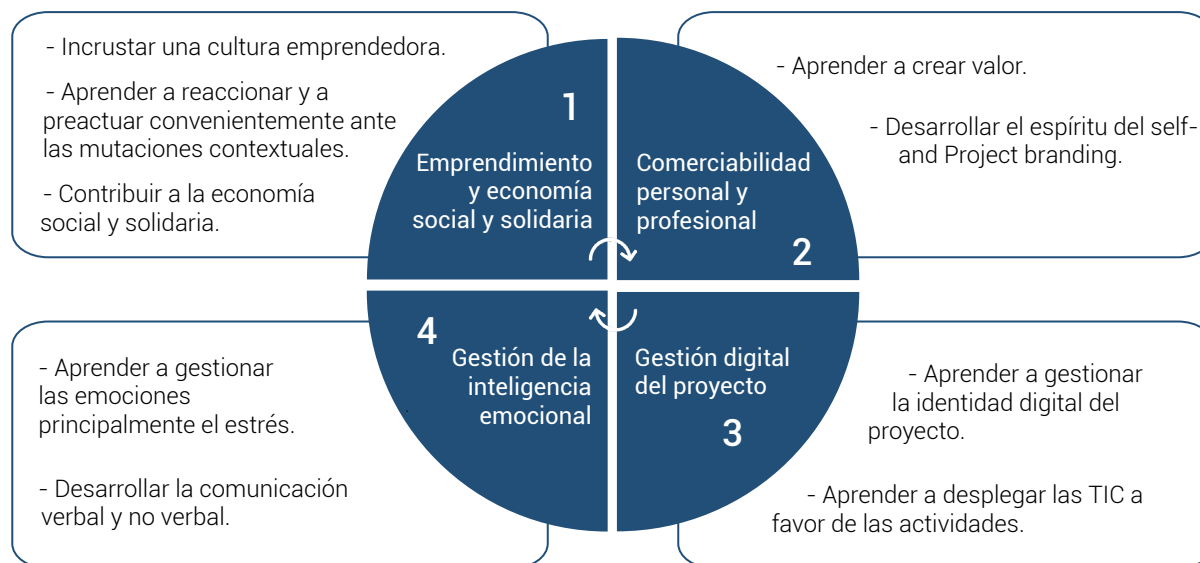 - Incrustar una cultura emprendedora.
- Aprender a reaccionar y a
preactuar convenientemente ante
las mutaciones contextuales.
- Contribuir a la economía
social y solidaria.
1
Emprendimiento
y economía
social y solidaria
- Aprender a crear valor.
- Desarrollar el espíritu del self-
and Project branding.
Comerciabilidad
personal y
profesional
2
4
Gestión de la
inteligencia
emocional
- Aprender a gestionar
las emociones
principalmente el estrés.
- Desarrollar la comunicación
verbal y no verbal.
Gestión digital
del proyecto
3
- Aprender a gestionar
la identidad digital del
proyecto.
- Aprender a desplegar las TIC a
favor de las actividades.